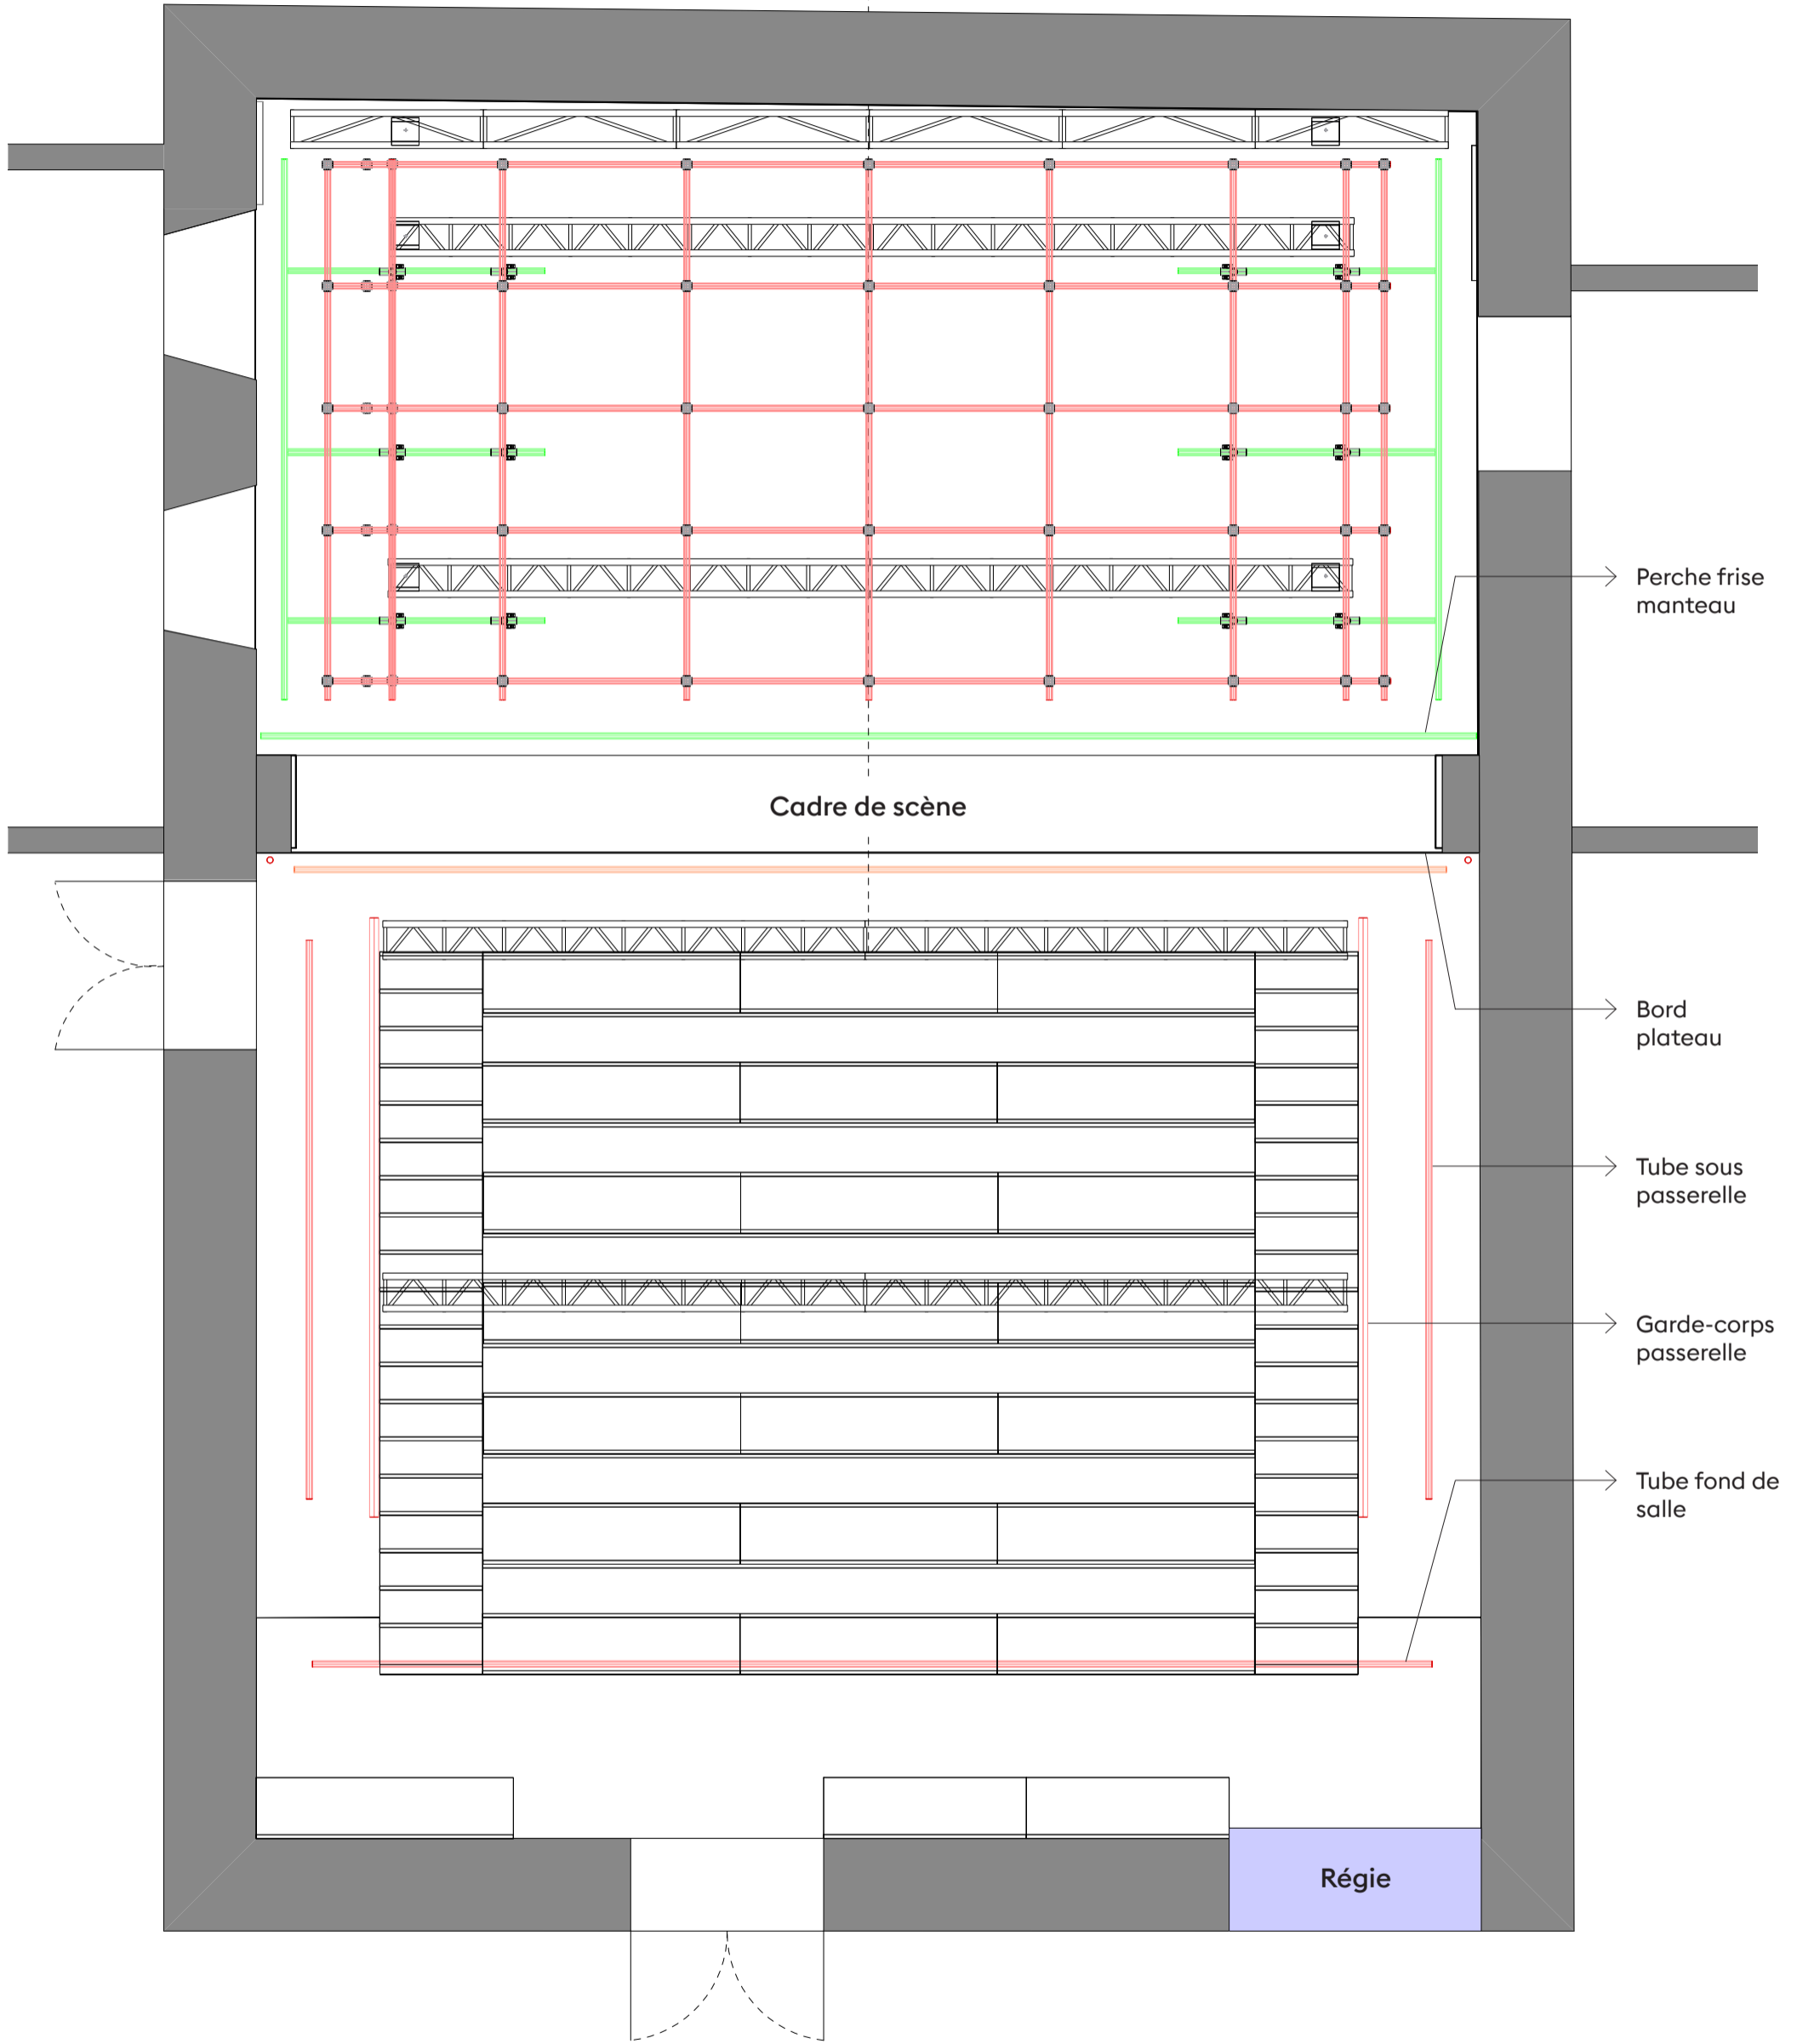 Perche frise
manteau
Cadre de scène
Bord
plateau
Tube sous
passerelle
Garde-corps
passerelle
Tube fond de
salle
Régie